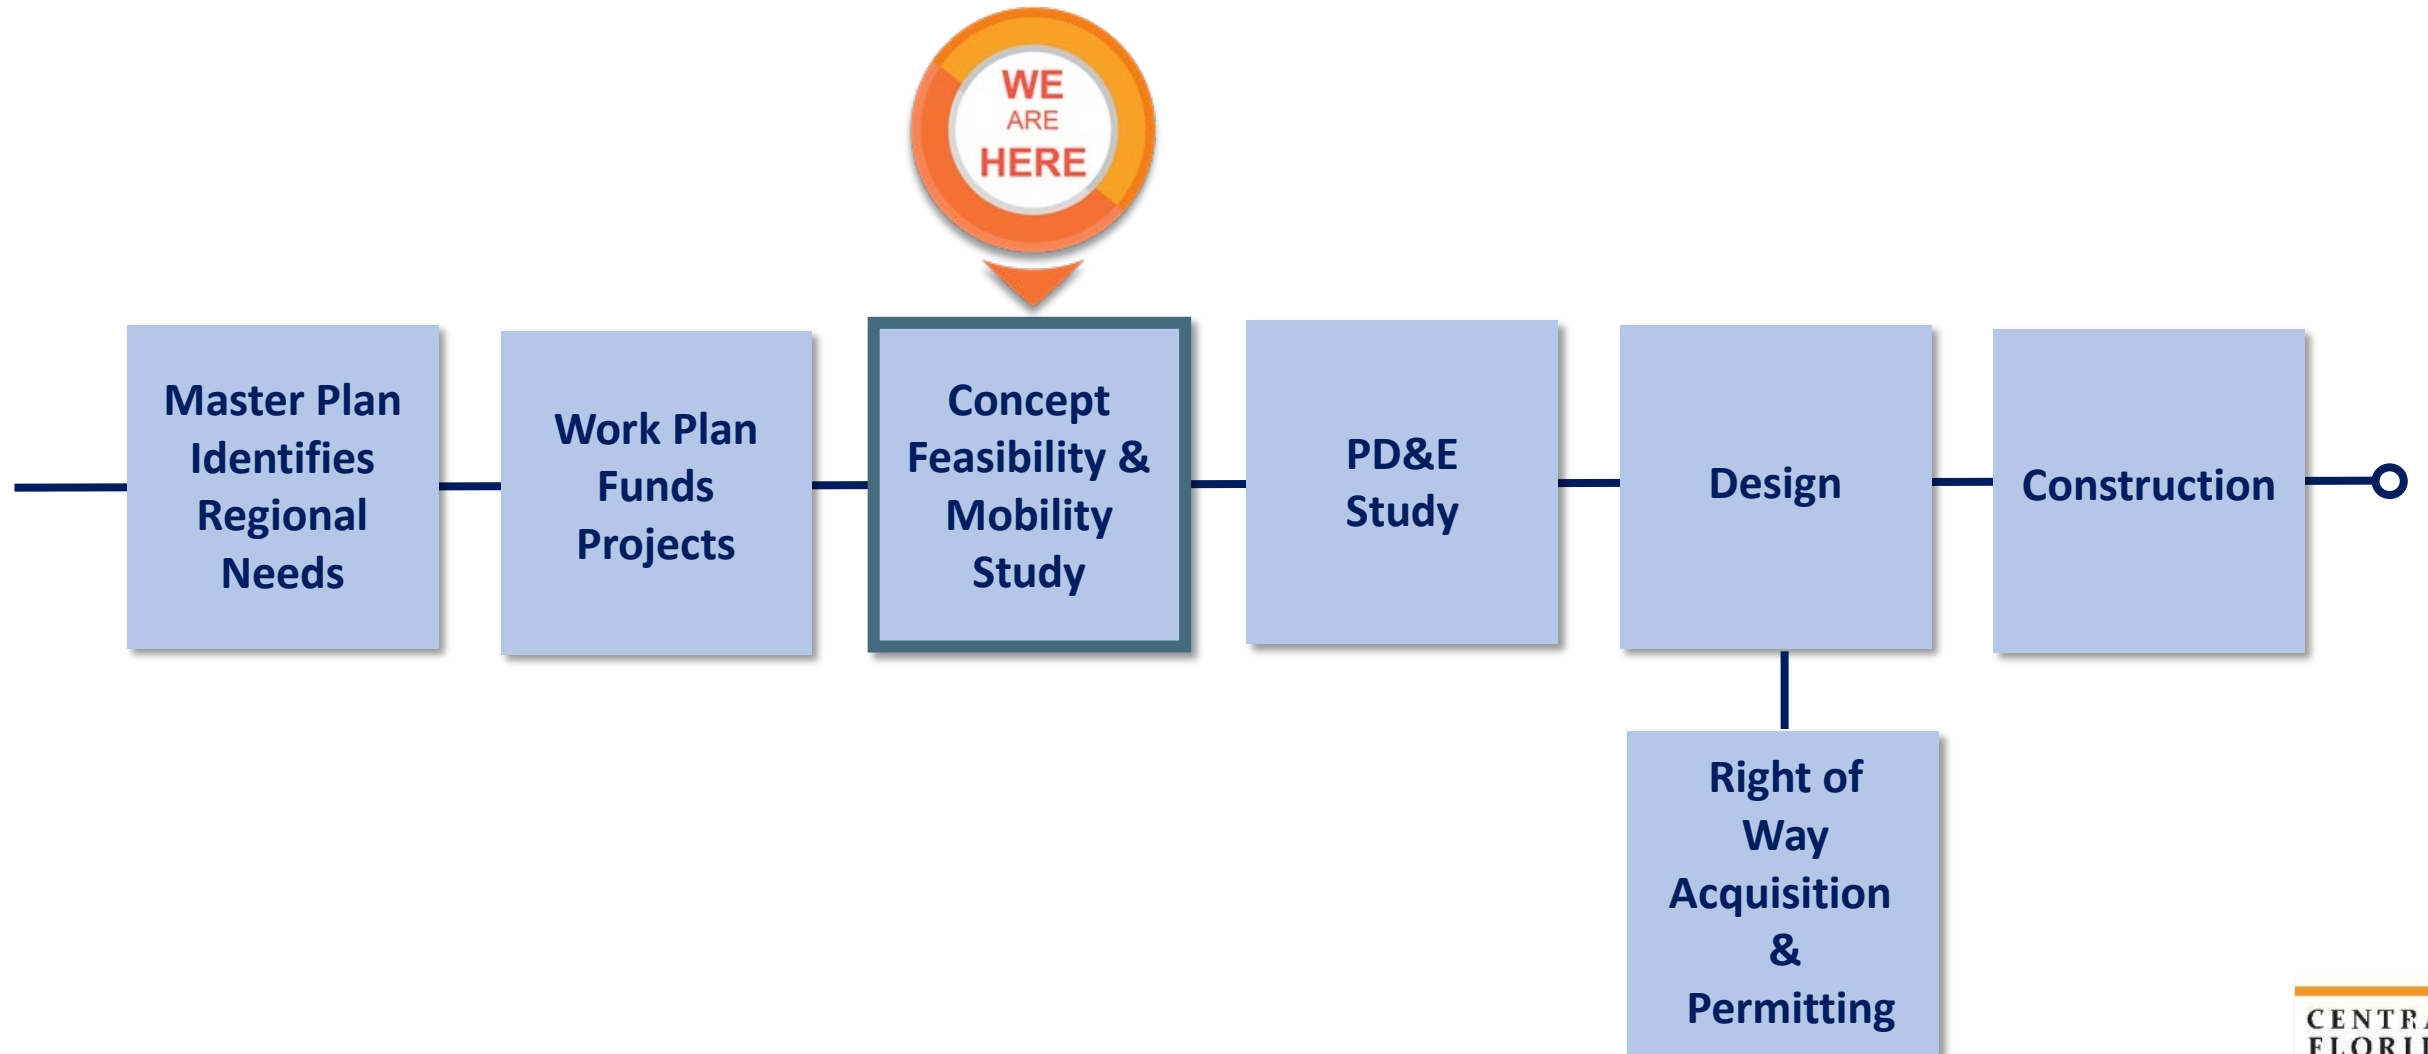 WE
ARE
HERE
Master Plan
Identifies
Regional
Needs
Work Plan
Funds
Projects
Concept
Feasibility &
Mobility
Study
PD&E
Study
Design
Construction
Right of
Way
Acquisition
&
Permitting